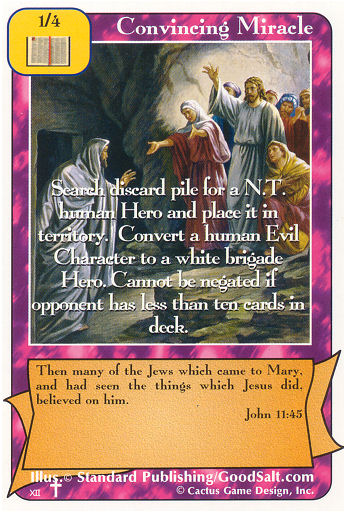 1/4
Convincing Miracle
Search discard pile for a N.T.
human Hero and place it in
territory. Convert a human Evil
Character to a white brigade
Hero. Cannot be negated if
opponent has less than ten cards in
deck.
Then many of the Jews which came to Mary,
and had seen the things which Jesus did,
believed on him.
John 11:45
Illus.© Standard Publishing/GoodSalt.com
XII
© Cactus Game Design, Inc.